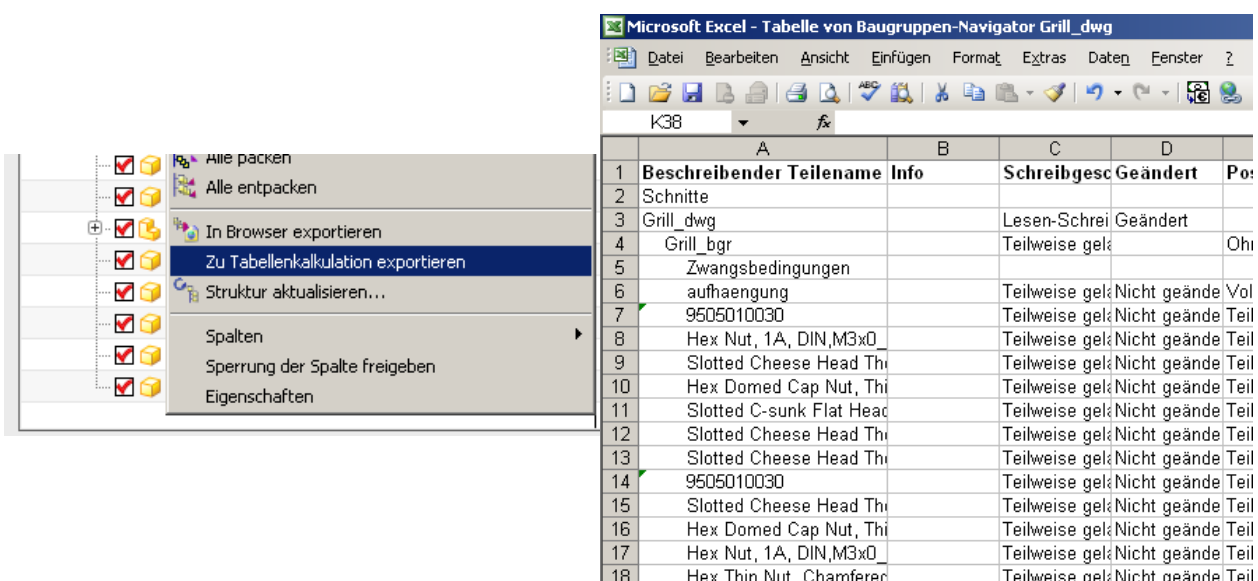 Alle packen
Alle entpacken
In Browser exportieren
Zu Tabellenkalkulation exportieren
Struktur aktualisieren...
Spalten
Sperrung der Spalte freigeben
Eigenschaften
Microsoft Excel - Tabelle von Baugruppen-Navigator Grill_dwg
Datei Bearbeiten Ansicht Einfügen Format Extras Daten Fenster ?
K38 fx
A B C D
1 Beschreibender Teilename Info Schreibgesc Geändert Pos
2 Schnitte
3 Grill_dwg Lesen-Schrei Geändert
4 Grill_bgr Teilweise gela Ohn
5 Zwangsbedingungen
6 aufhaengung Teilweise gela Nicht geände Vol
7 9505010030 Teilweise gela Nicht geände Teil
8 Hex Nut, 1A, DIN,M3x0_ Teilweise gela Nicht geände Teil
9 Slotted Cheese Head The Teilweise gela Nicht geände Teil
10 Hex Domed Cap Nut, Thi Teilweise gela Nicht geände Teil
11 Slotted C-sunk Flat Head Teilweise gela Nicht geände Teil
12 Slotted Cheese Head The Teilweise gela Nicht geände Teil
13 Slotted Cheese Head The Teilweise gela Nicht geände Teil
14 9505010030 Teilweise gela Nicht geände Teil
15 Slotted Cheese Head The Teilweise gela Nicht geände Teil
16 Hex Domed Cap Nut, Thi Teilweise gela Nicht geände Teil
17 Hex Nut, 1A, DIN,M3x0_ Teilweise gela Nicht geände Teil
18 Hex Thin Nut, Chamfered Teilweise gela Nicht geände Teil